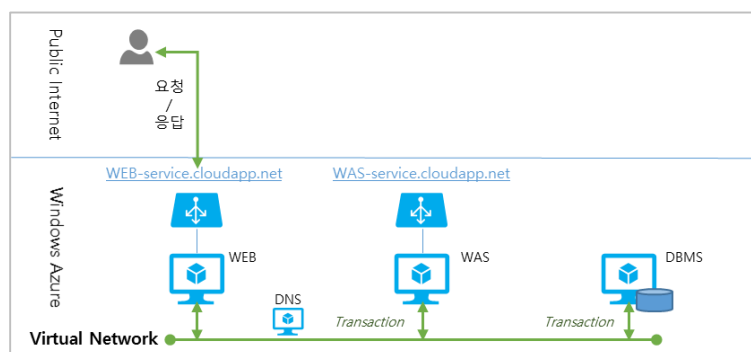 Public Internet
요청
/
응답
WEB-service.cloudapp.net
WAS-service.cloudapp.net
Windows Azure
WEB
WAS
DBMS
DNS
Transaction
Transaction
Virtual Network